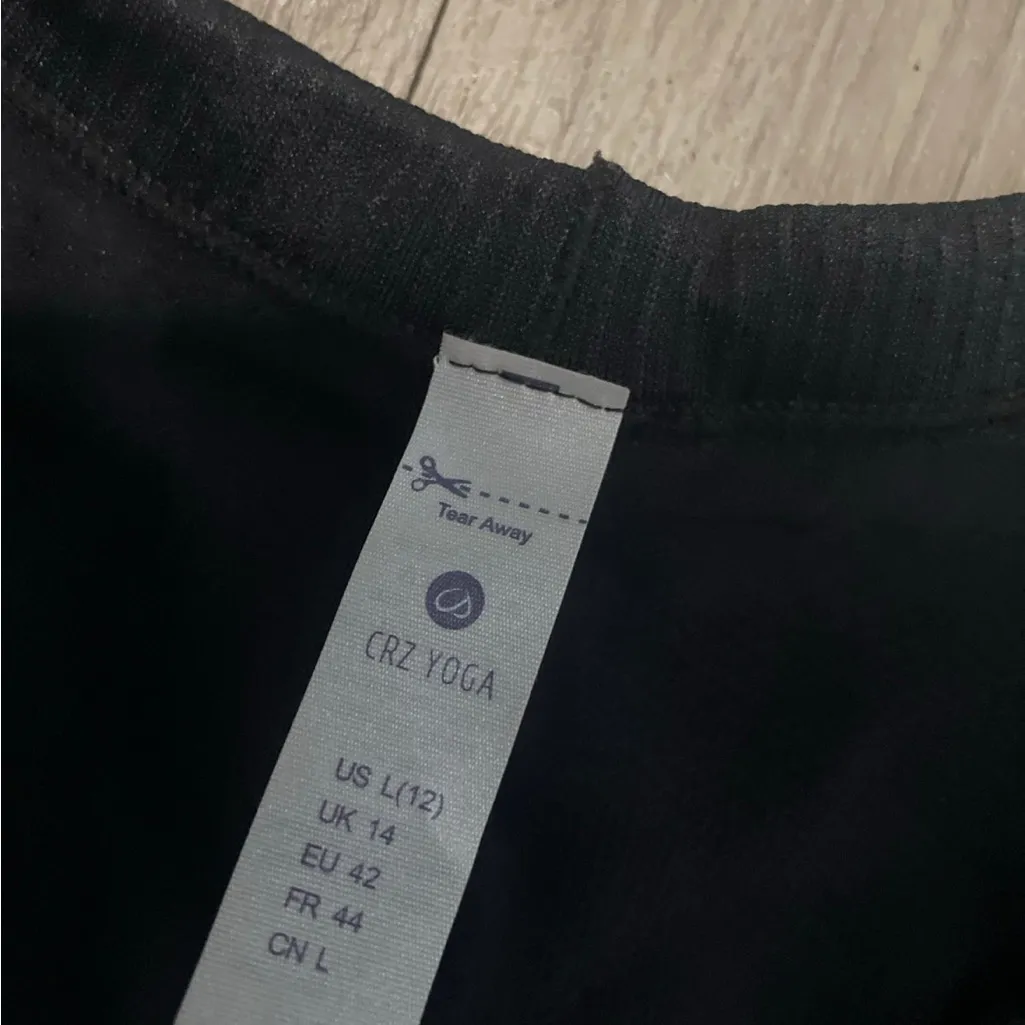 Tear Away
CRZ YOGA
US L(12)
UK 14
EU 42
FR 44
CN L